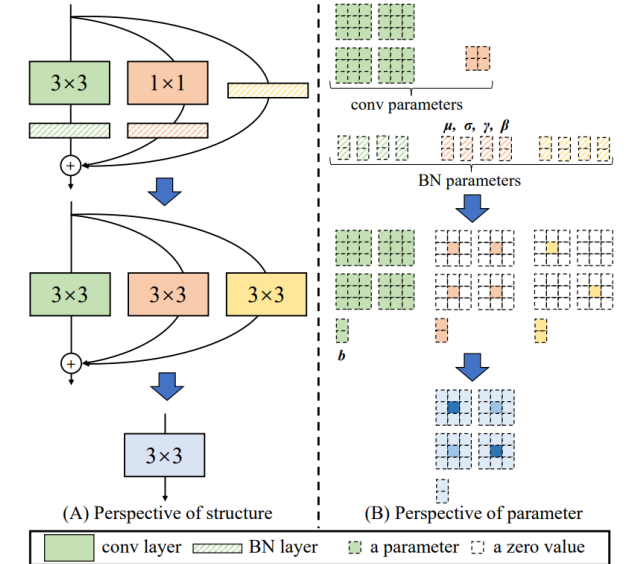 3×3
1×1
conv parameters
μ, σ, γ, β
BN parameters
+
3×3
3×3
3×3
b
+
3×3
(A) Perspective of structure
(B) Perspective of parameter
conv layer
BN layer
a parameter
a zero value